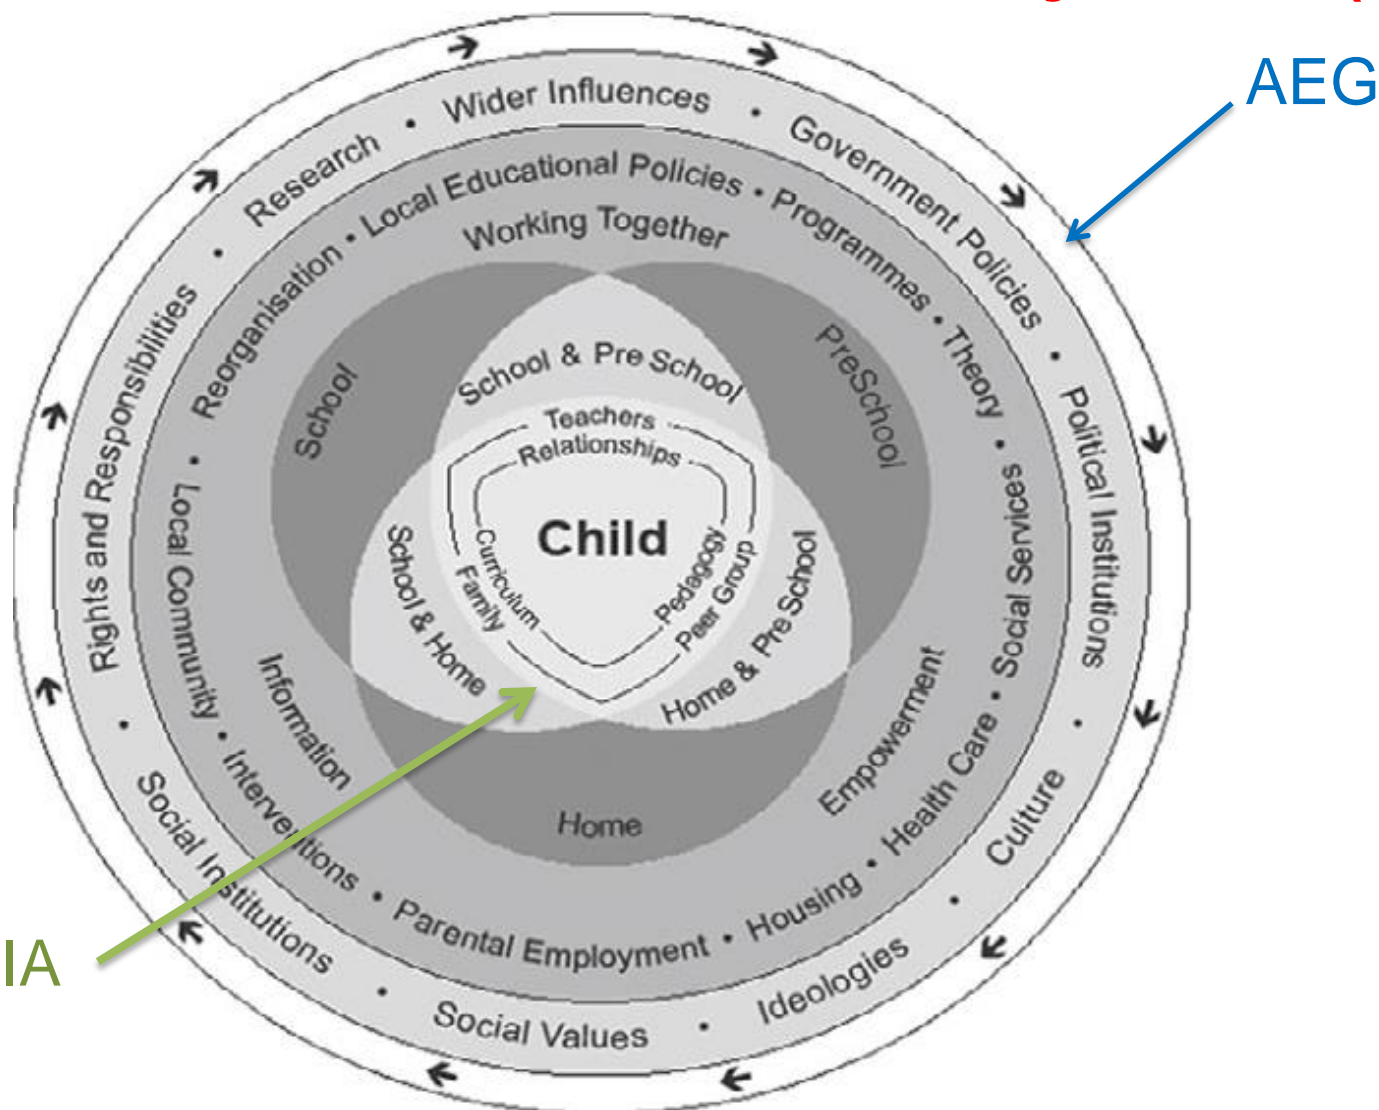 AEG
Wider Influences • Government Policies • Political Institutions • Culture • Ideologies • Social Values • Social Institutions • Rights and Responsibilities • Research •
Local Educational Policies • Programmes • Theory • Social Services • Health Care • Housing • Parental Employment • Interventions • Local Community • Reorganisation •
Working Together
Empowerment
Information
School
PreSchool
Home
School & Pre School
School & Home
Home & Pre School
Teachers
Relationships
Child
Curriculum
Family
Pedagogy
Peer Group
IA